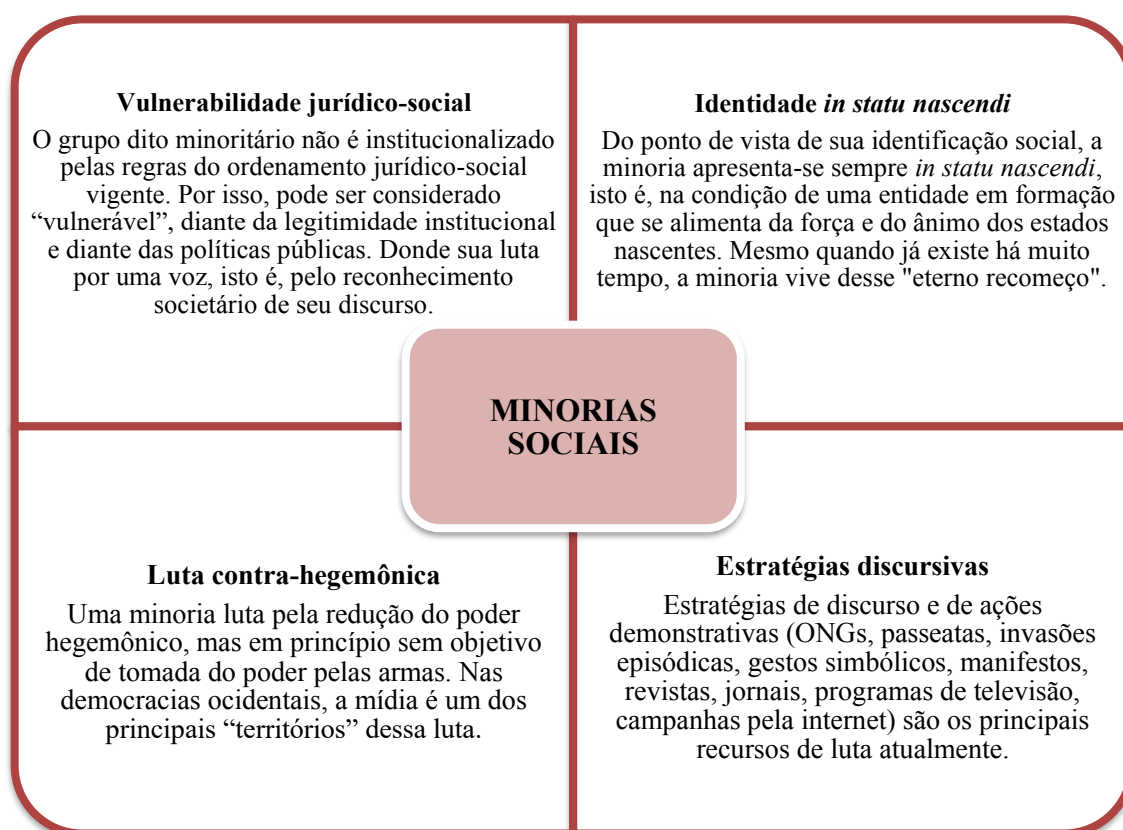 Vulnerabilidade jurídico-social
O grupo dito minoritário não é institucionalizado
pelas regras do ordenamento jurídico-social
vigente. Por isso, pode ser considerado
“vulnerável”, diante da legitimidade institucional
e diante das políticas públicas. Donde sua luta
por uma voz, isto é, pelo reconhecimento
societário de seu discurso.
Identidade in statu nascendi
Do ponto de vista de sua identificação social, a
minoria apresenta-se sempre in statu nascendi,
isto é, na condição de uma entidade em formação
que se alimenta da força e do ânimo dos estados
nascentes. Mesmo quando já existe há muito
tempo, a minoria vive desse "eterno recomeço".
MINORIAS
SOCIAIS
Luta contra-hegemônica
Uma minoria luta pela redução do poder
hegemônico, mas em princípio sem objetivo
de tomada do poder pelas armas. Nas
democracias ocidentais, a mídia é um dos
principais “territórios” dessa luta.
Estratégias discursivas
Estratégias de discurso e de ações
demonstrativas (ONGs, passeatas, invasões
episódicas, gestos simbólicos, manifestos,
revistas, jornais, programas de televisão,
campanhas pela internet) são os principais
recursos de luta atualmente.